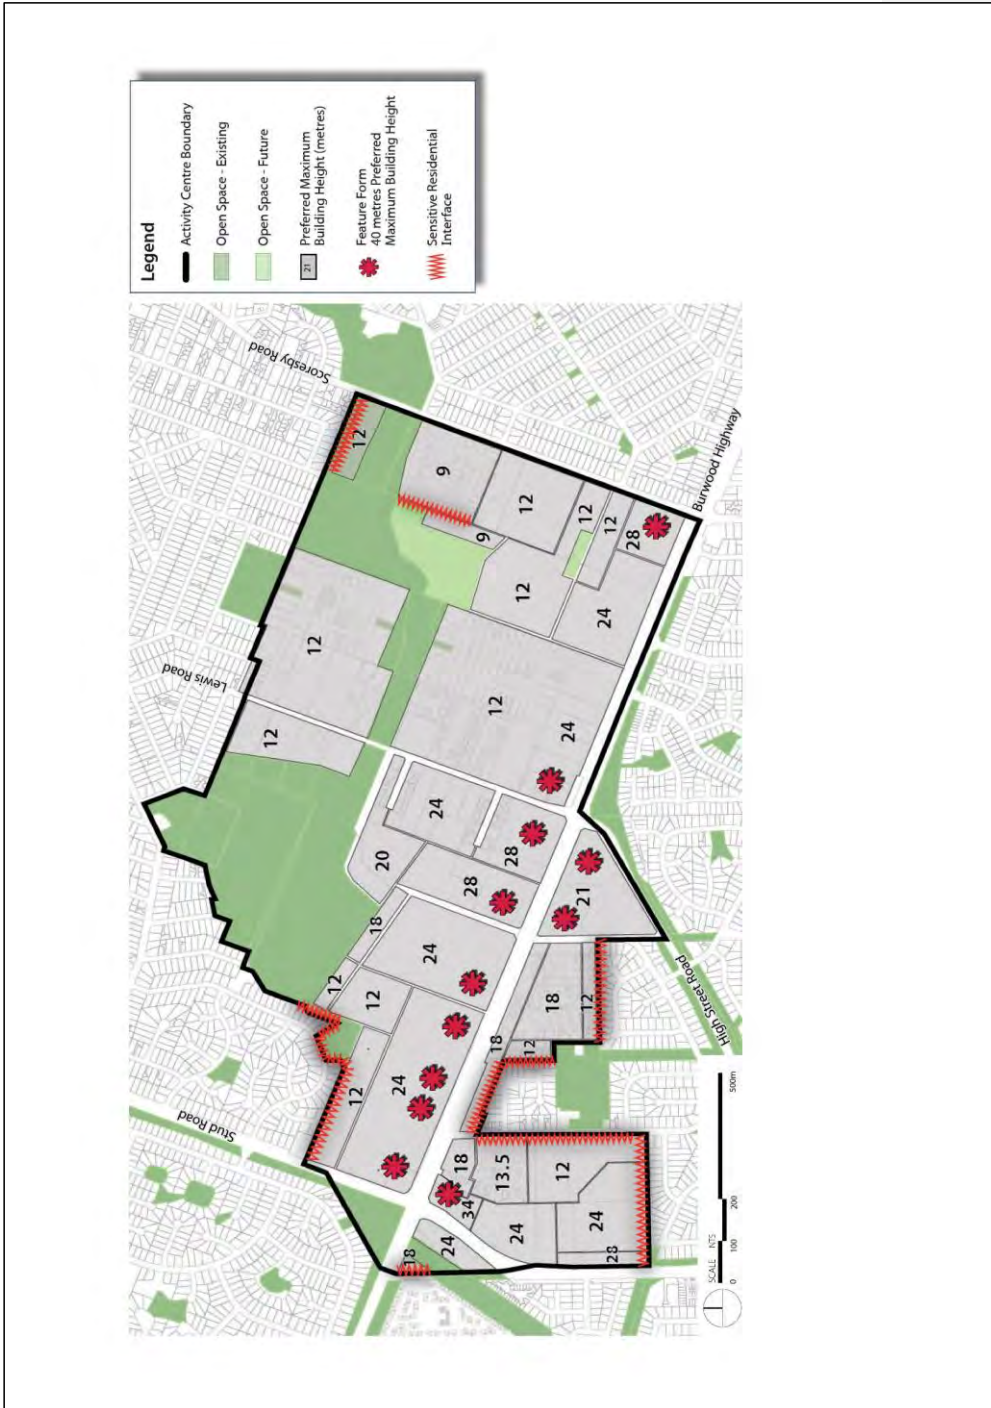 Legend
Activity Centre Boundary
Open Space - Existing
Open Space - Future
21
Preferred Maximum
Building Height (metres)
Feature Form
40 metres Preferred
Maximum Building Height
Sensitive Residential
Interface
Scoresby Road
Lewis Road
Stud Road
Burwood Highway
High Street Road
12
9
12
9
12
12
12
28
12
24
12
12
12
24
24
20
28
28
21
18
24
12
12
12
24
18
12
18
12
18
34
13.5
12
24
24
28
24
18
SCALE NTS
0
100
200
500m